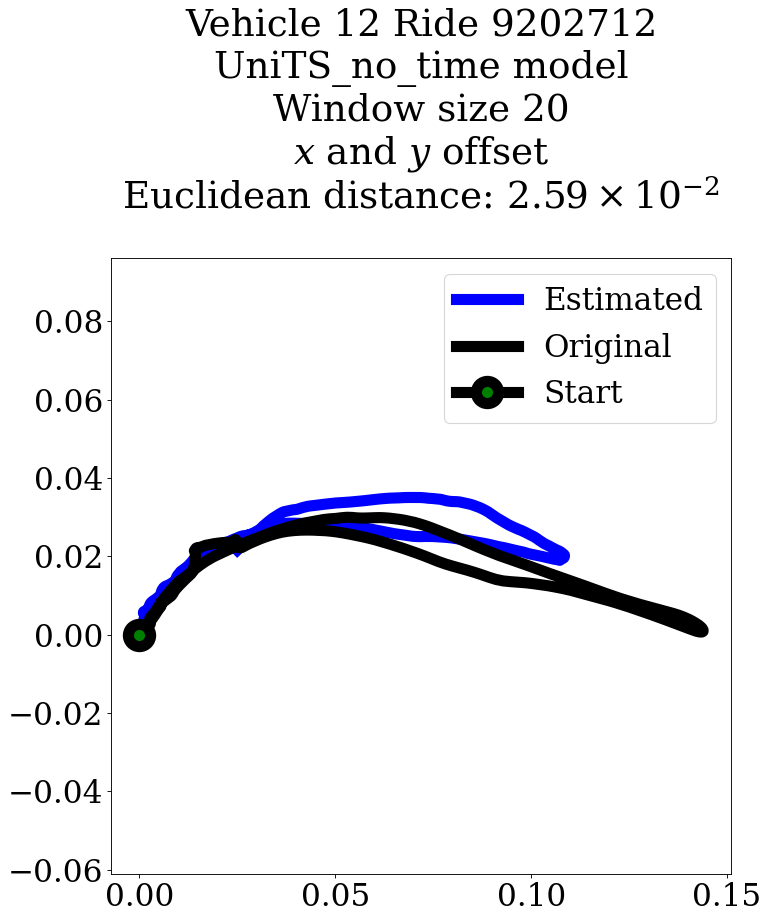 Vehicle 12 Ride 9202712
UniTS_no_time model
Window size 20
x and y offset
Euclidean distance: 2.59 × 10⁻²
Estimated
Original
Start
0.08
0.06
0.04
0.02
0.00
−0.02
−0.04
−0.06
0.00 0.05 0.10 0.15